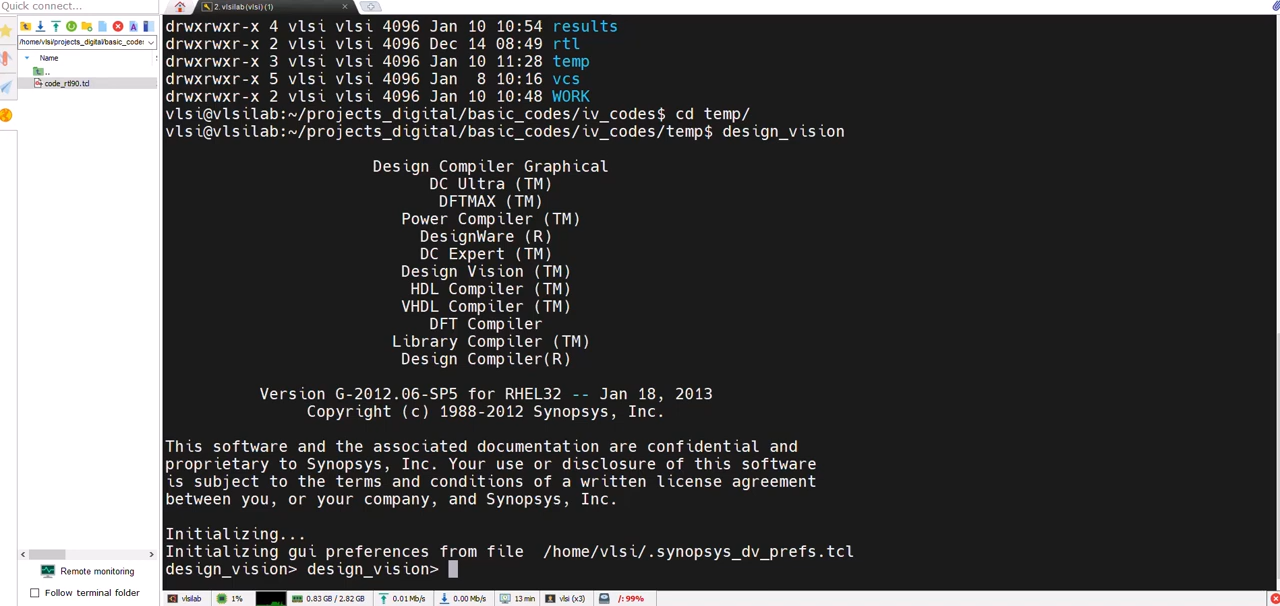 Quick connect...
2. vlsilab (vlsi) (1)
/home/vlsi/projects_digital/basic_codes
Name
..
code_rtl90.tcl
drwxrwxr-x 4 vlsi vlsi 4096 Jan 10 10:54 results
drwxrwxr-x 2 vlsi vlsi 4096 Dec 14 08:49 rtl
drwxrwxr-x 3 vlsi vlsi 4096 Jan 10 11:28 temp
drwxrwxr-x 5 vlsi vlsi 4096 Jan  8 10:16 vcs
drwxrwxr-x 2 vlsi vlsi 4096 Jan 10 10:48 WORK
vlsi@vlsilab:~/projects_digital/basic_codes/iv_codes$ cd temp/
vlsi@vlsilab:~/projects_digital/basic_codes/iv_codes/temp$ design_vision
Design Compiler Graphical
DC Ultra (TM)
DFTMAX (TM)
Power Compiler (TM)
DesignWare (R)
DC Expert (TM)
Design Vision (TM)
HDL Compiler (TM)
VHDL Compiler (TM)
DFT Compiler
Library Compiler (TM)
Design Compiler(R)
Version G-2012.06-SP5 for RHEL32 -- Jan 18, 2013
Copyright (c) 1988-2012 Synopsys, Inc.
This software and the associated documentation are confidential and
proprietary to Synopsys, Inc. Your use or disclosure of this software
is subject to the terms and conditions of a written license agreement
between you, or your company, and Synopsys, Inc.
Initializing...
Initializing gui preferences from file  /home/vlsi/.synopsys_dv_prefs.tcl
design_vision> design_vision>
Remote monitoring
Follow terminal folder
vlsilab 1% 0.83 GB / 2.82 GB 0.01 Mb/s 0.00 Mb/s 13 min vlsi (x3) /: 99%